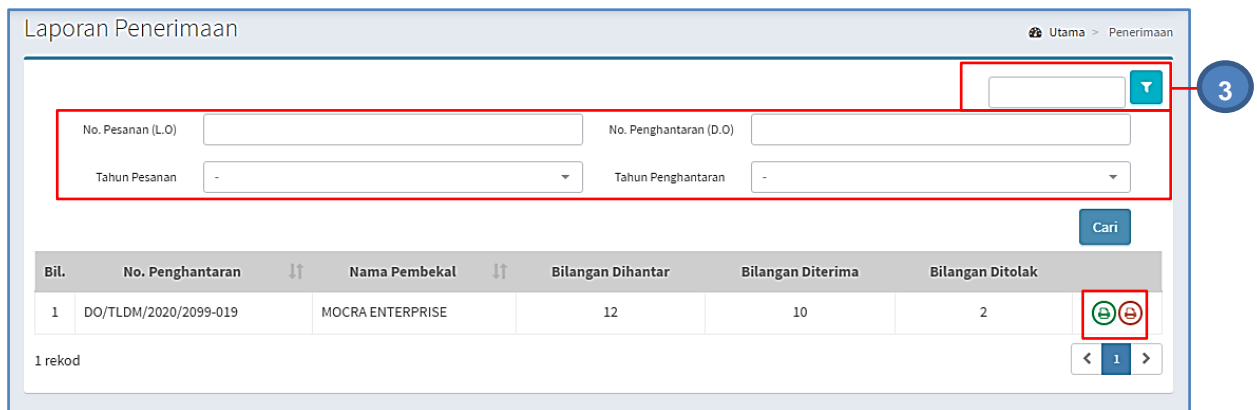 Laporan Penerimaan
Utama > Penerimaan
3
No. Pesanan (L.O)
No. Penghantaran (D.O)
Tahun Pesanan
-
Tahun Penghantaran
-
Cari
Bil. No. Penghantaran Nama Pembekal Bilangan Dihantar Bilangan Diterima Bilangan Ditolak
1 DO/TLDM/2020/2099-019 MOCRA ENTERPRISE 12 10 2
1 rekod
< 1 >